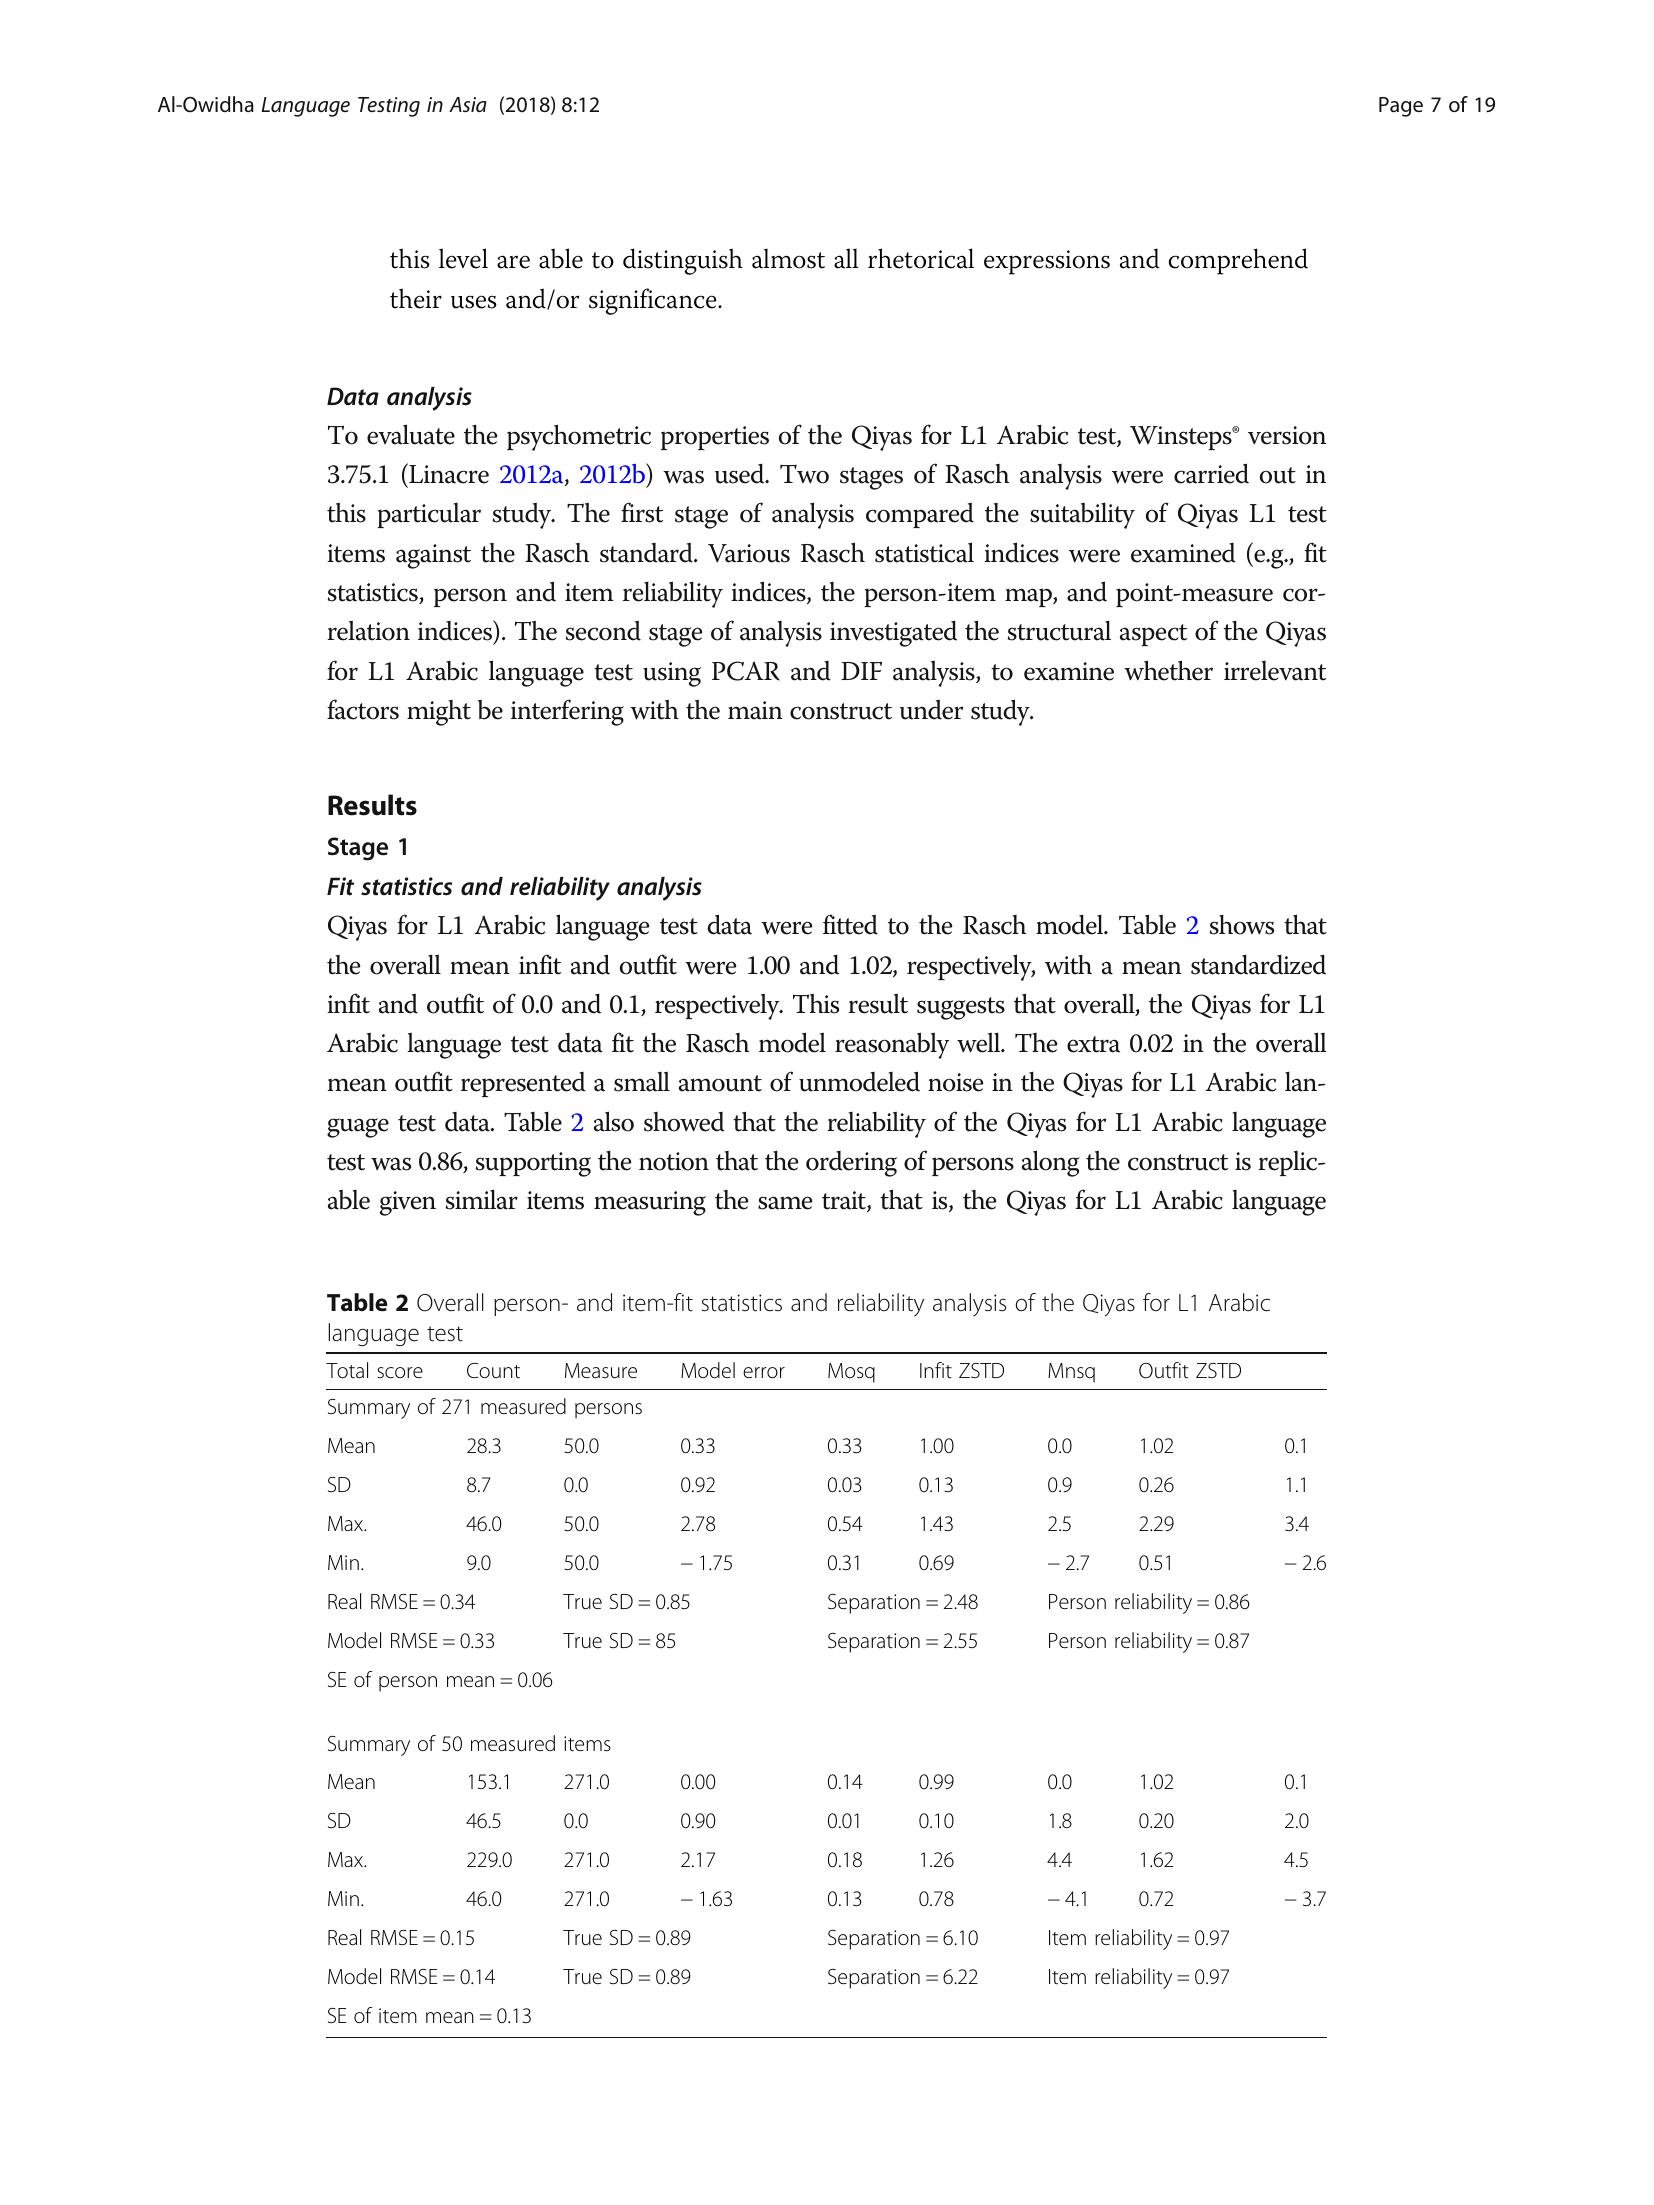 Al-Owidha Language Testing in Asia (2018) 8:12 Page 7 of 19
this level are able to distinguish almost all rhetorical expressions and comprehend
their uses and/or significance.
Data analysis
To evaluate the psychometric properties of the Qiyas for L1 Arabic test, Winsteps® version
3.75.1 (Linacre 2012a, 2012b) was used. Two stages of Rasch analysis were carried out in
this particular study. The first stage of analysis compared the suitability of Qiyas L1 test
items against the Rasch standard. Various Rasch statistical indices were examined (e.g., fit
statistics, person and item reliability indices, the person-item map, and point-measure cor-
relation indices). The second stage of analysis investigated the structural aspect of the Qiyas
for L1 Arabic language test using PCAR and DIF analysis, to examine whether irrelevant
factors might be interfering with the main construct under study.
Results
Stage 1
Fit statistics and reliability analysis
Qiyas for L1 Arabic language test data were fitted to the Rasch model. Table 2 shows that
the overall mean infit and outfit were 1.00 and 1.02, respectively, with a mean standardized
infit and outfit of 0.0 and 0.1, respectively. This result suggests that overall, the Qiyas for L1
Arabic language test data fit the Rasch model reasonably well. The extra 0.02 in the overall
mean outfit represented a small amount of unmodeled noise in the Qiyas for L1 Arabic lan-
guage test data. Table 2 also showed that the reliability of the Qiyas for L1 Arabic language
test was 0.86, supporting the notion that the ordering of persons along the construct is replic-
able given similar items measuring the same trait, that is, the Qiyas for L1 Arabic language
Table 2 Overall person- and item-fit statistics and reliability analysis of the Qiyas for L1 Arabic
language test
Total score Count Measure Model error Mosq Infit ZSTD Mnsq Outfit ZSTD
Summary of 271 measured persons
Mean 28.3 50.0 0.33 0.33 1.00 0.0 1.02 0.1
SD 8.7 0.0 0.92 0.03 0.13 0.9 0.26 1.1
Max. 46.0 50.0 2.78 0.54 1.43 2.5 2.29 3.4
Min. 9.0 50.0 − 1.75 0.31 0.69 − 2.7 0.51 − 2.6
Real RMSE = 0.34 True SD = 0.85 Separation = 2.48 Person reliability = 0.86
Model RMSE = 0.33 True SD = 85 Separation = 2.55 Person reliability = 0.87
SE of person mean = 0.06
Summary of 50 measured items
Mean 153.1 271.0 0.00 0.14 0.99 0.0 1.02 0.1
SD 46.5 0.0 0.90 0.01 0.10 1.8 0.20 2.0
Max. 229.0 271.0 2.17 0.18 1.26 4.4 1.62 4.5
Min. 46.0 271.0 − 1.63 0.13 0.78 − 4.1 0.72 − 3.7
Real RMSE = 0.15 True SD = 0.89 Separation = 6.10 Item reliability = 0.97
Model RMSE = 0.14 True SD = 0.89 Separation = 6.22 Item reliability = 0.97
SE of item mean = 0.13